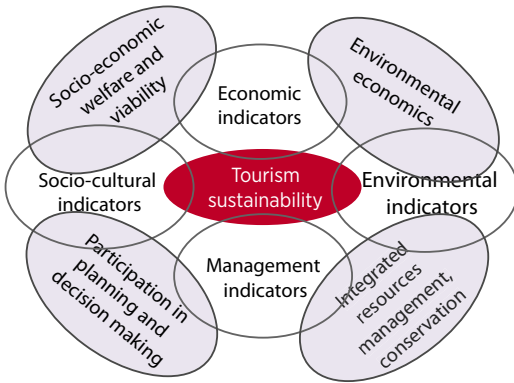 Socio-economic
welfare and
viability
Economic
indicators
Environmental
economics
Socio-cultural
indicators
Tourism
sustainability
Environmental
indicators
Participation in
planning and
decision making
Management
indicators
Integrated
resources
management,
conservation